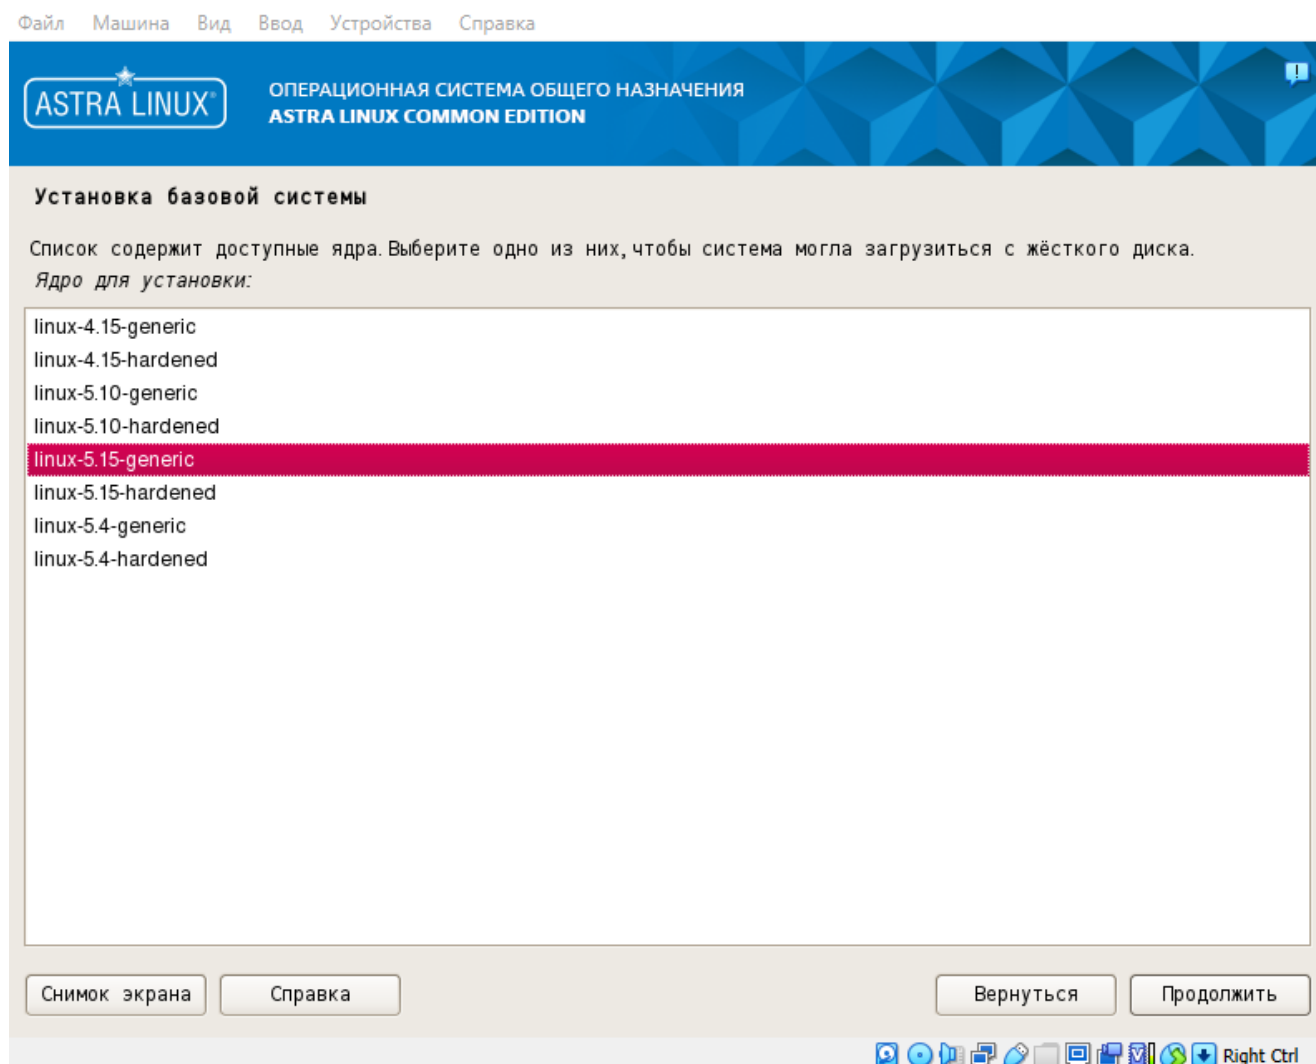 Файл Машина Вид Ввод Устройства Справка
ASTRA LINUX®
ОПЕРАЦИОННАЯ СИСТЕМА ОБЩЕГО НАЗНАЧЕНИЯ
ASTRA LINUX COMMON EDITION
Установка базовой системы
Список содержит доступные ядра. Выберите одно из них, чтобы система могла загрузиться с жёсткого диска.
Ядро для установки:
linux-4.15-generic
linux-4.15-hardened
linux-5.10-generic
linux-5.10-hardened
linux-5.15-generic
linux-5.15-hardened
linux-5.4-generic
linux-5.4-hardened
Снимок экрана Справка Вернуться Продолжить
Right Ctrl